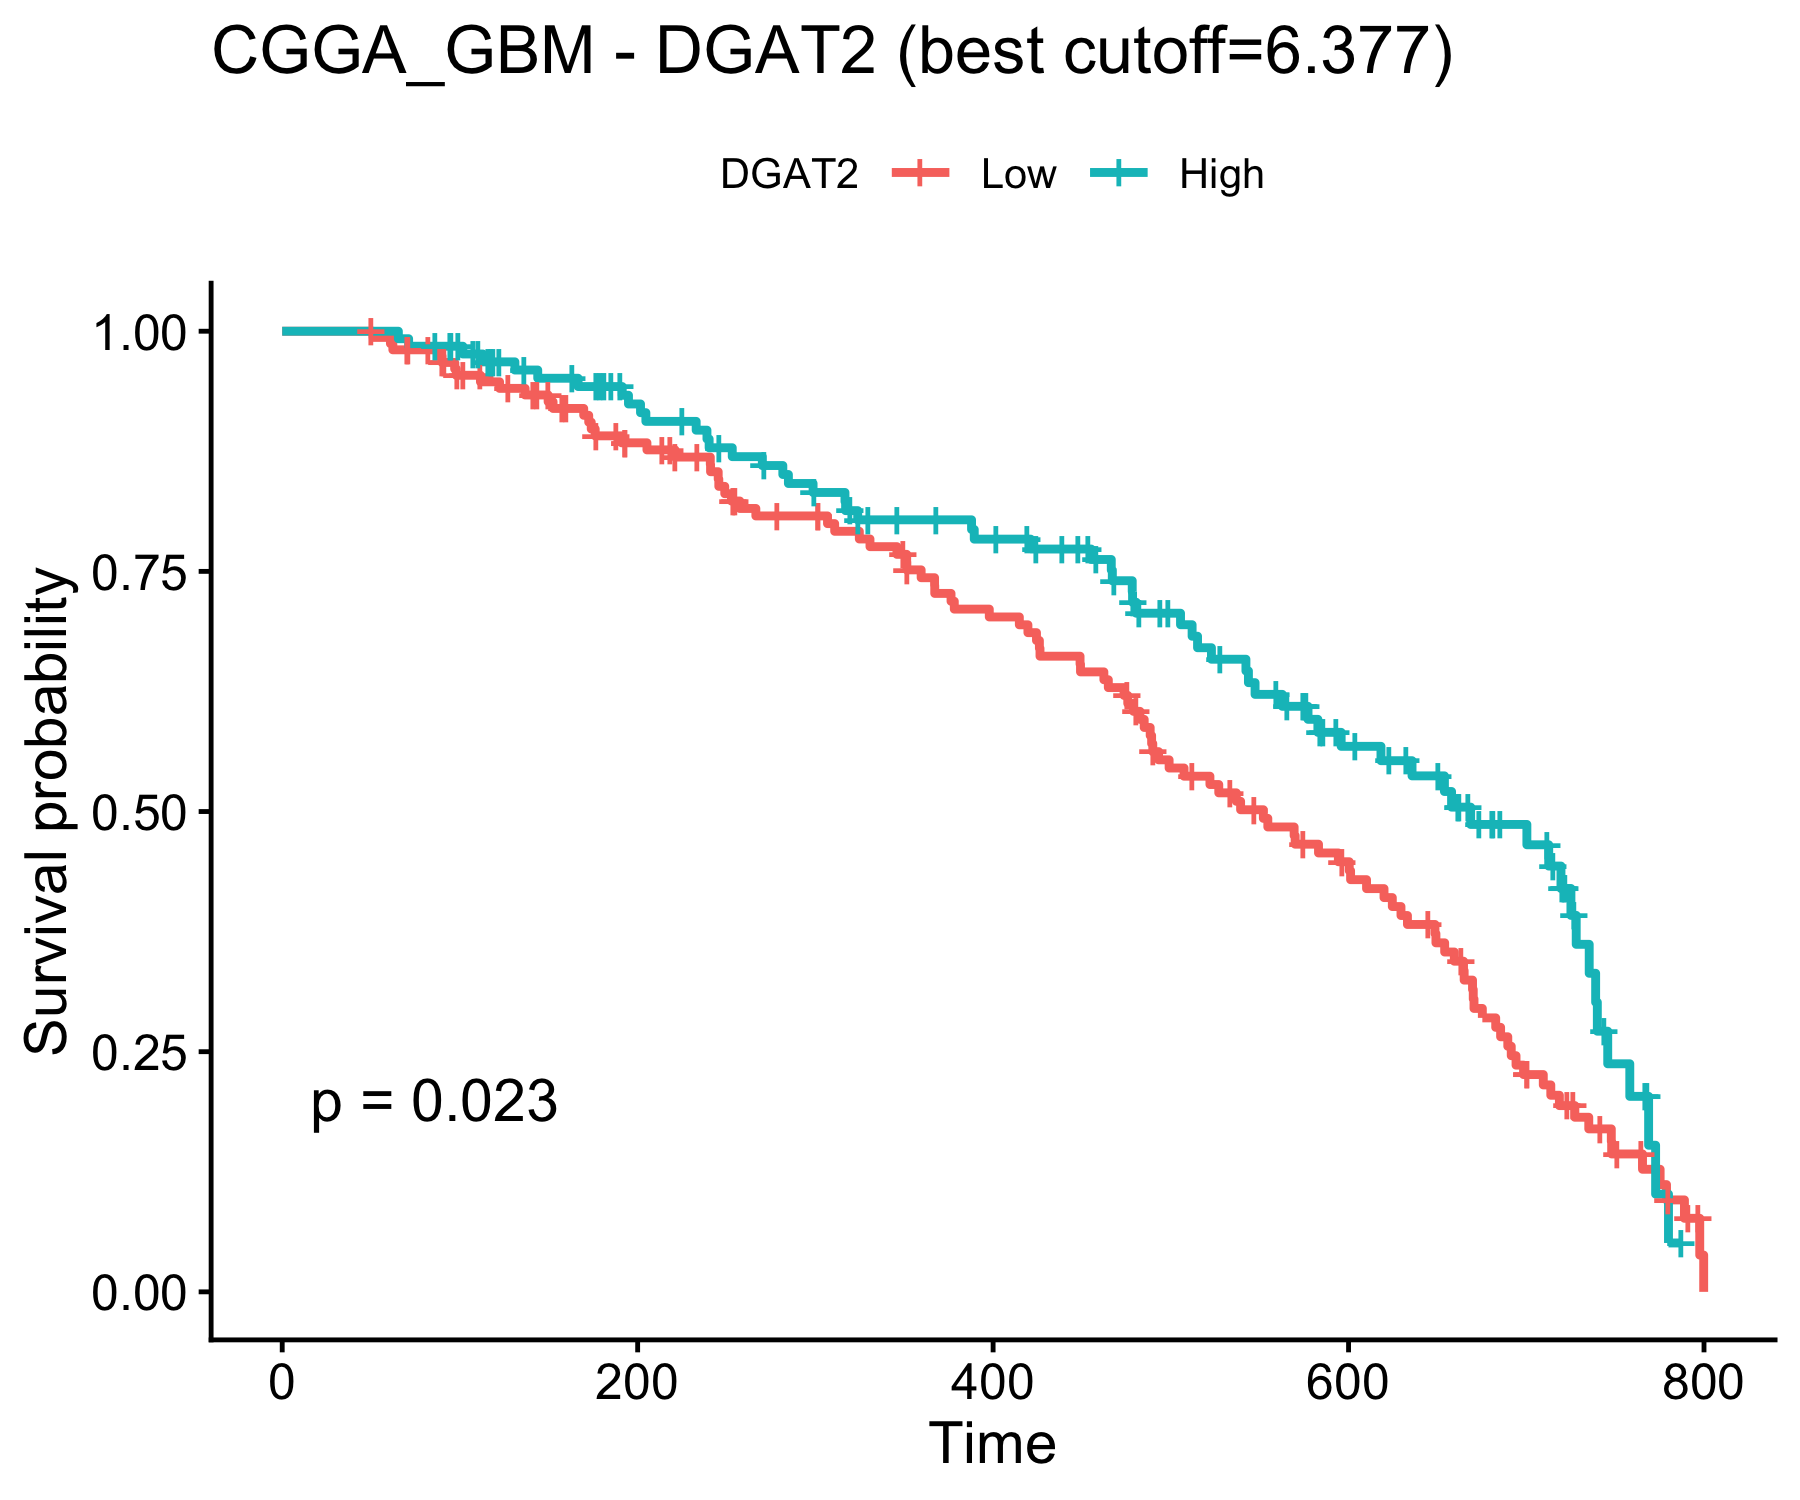 CGGA_GBM - DGAT2 (best cutoff=6.377)
DGAT2 Low High
Survival probability
1.00
0.75
0.50
0.25
0.00
p = 0.023
0 200 400 600 800
Time